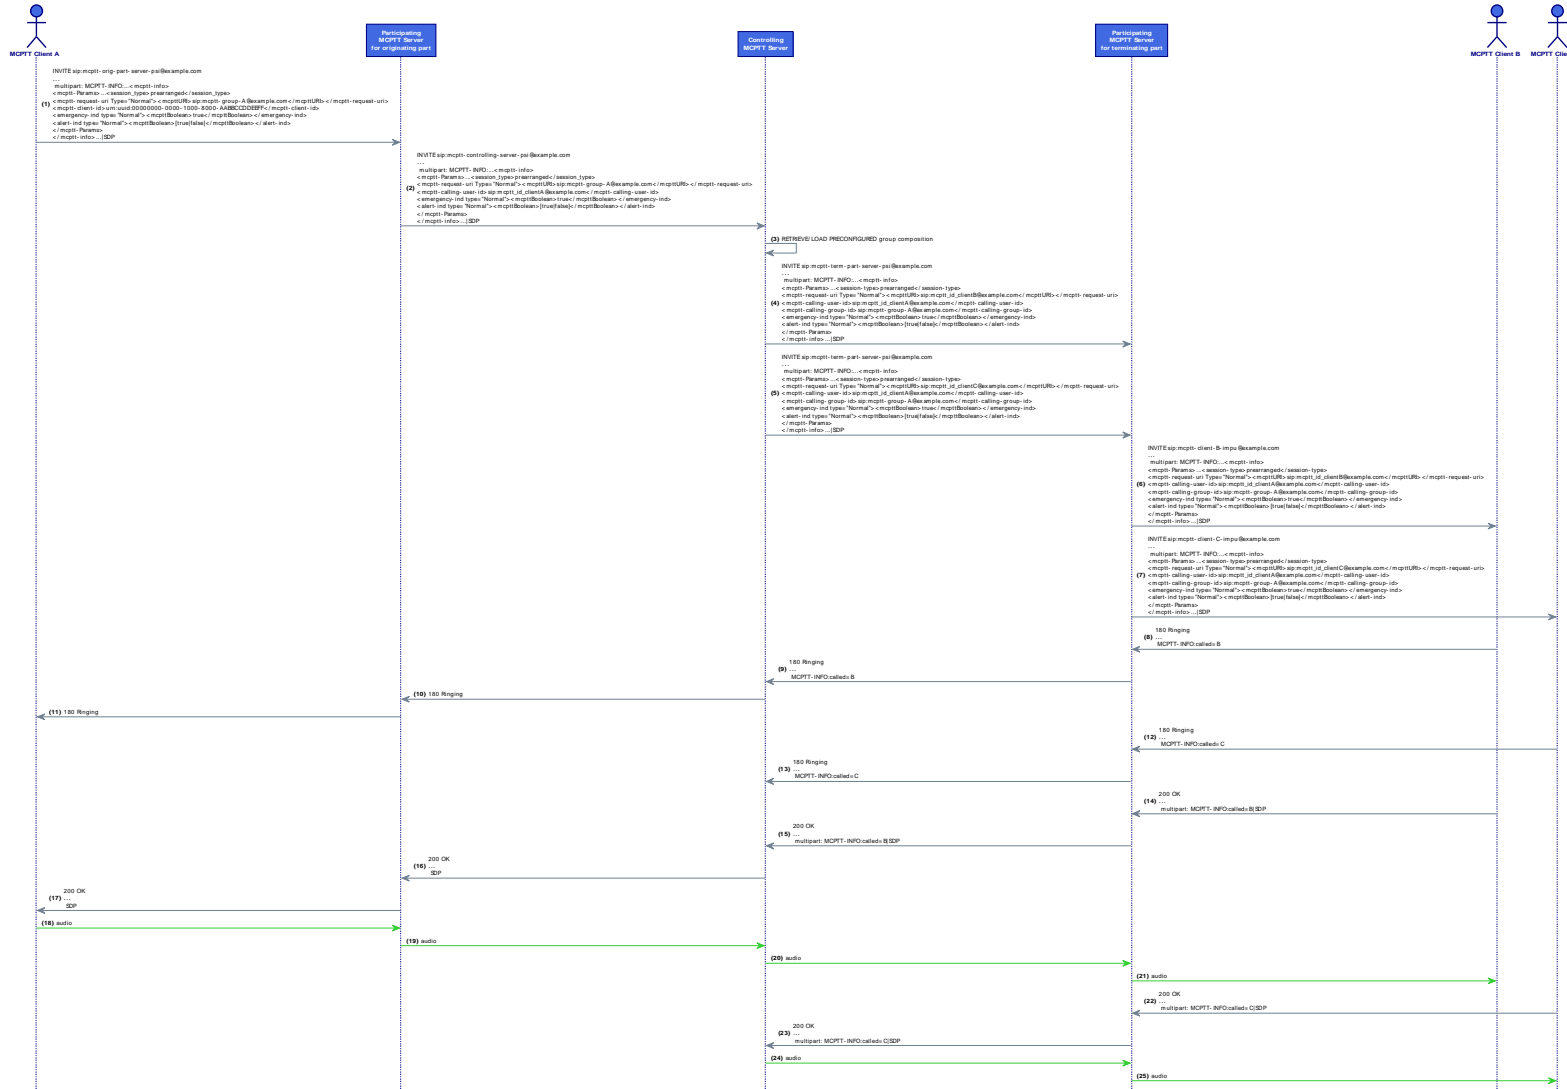 MCPTT Client A
Participating
MCPTT Server
for originating part
Controlling
MCPTT Server
Participating
MCPTT Server
for terminating part
MCPTT Client B
MCPTT Clie
INVITE sip:mcptt-orig-part-server-psi@example.com
...
multipart: MCPTT-INFO:...<mcptt-info>
<mcptt-Params>...<session_type>prearranged</session_type>
(1) <mcptt-request-uri Type="Normal"><mcpttURI>sip:mcptt-group-A@example.com</mcpttURI></mcptt-request-uri>
<mcptt-client-id>urn:uuid:00000000-0000-1000-8000-AABBCCDDEEFF</mcptt-client-id>
<emergency-ind type="Normal"><mcpttBoolean>true</mcpttBoolean></emergency-ind>
<alert-ind type="Normal"><mcpttBoolean>[true|false]</mcpttBoolean></alert-ind>
</mcptt-Params>
</mcptt-info>...|SDP
INVITE sip:mcptt-controlling-server-psi@example.com
...
multipart: MCPTT-INFO:...<mcptt-info>
<mcptt-Params>...<session_type>prearranged</session_type>
(2) <mcptt-request-uri Type="Normal"><mcpttURI>sip:mcptt-group-A@example.com</mcpttURI></mcptt-request-uri>
<mcptt-calling-user-id>sip:mcptt_id_clientA@example.com</mcptt-calling-user-id>
<emergency-ind type="Normal"><mcpttBoolean>true</mcpttBoolean></emergency-ind>
<alert-ind type="Normal"><mcpttBoolean>[true|false]</mcpttBoolean></alert-ind>
</mcptt-Params>
</mcptt-info>...|SDP
(3) RETRIEVE/LOAD PRECONFIGURED group composition
INVITE sip:mcptt-term-part-server-psi@example.com
...
multipart: MCPTT-INFO:...<mcptt-info>
<mcptt-Params>...<session-type>prearranged</session-type>
<mcptt-request-uri Type="Normal"><mcpttURI>sip:mcptt_id_clientB@example.com</mcpttURI></mcptt-request-uri>
(4) <mcptt-calling-user-id>sip:mcptt_id_clientA@example.com</mcptt-calling-user-id>
<mcptt-calling-group-id>sip:mcptt-group-A@example.com</mcptt-calling-group-id>
<emergency-ind type="Normal"><mcpttBoolean>true</mcpttBoolean></emergency-ind>
<alert-ind type="Normal"><mcpttBoolean>[true|false]</mcpttBoolean></alert-ind>
</mcptt-Params>
</mcptt-info>...|SDP
INVITE sip:mcptt-term-part-server-psi@example.com
...
multipart: MCPTT-INFO:...<mcptt-info>
<mcptt-Params>...<session-type>prearranged</session-type>
<mcptt-request-uri Type="Normal"><mcpttURI>sip:mcptt_id_clientC@example.com</mcpttURI></mcptt-request-uri>
(5) <mcptt-calling-user-id>sip:mcptt_id_clientA@example.com</mcptt-calling-user-id>
<mcptt-calling-group-id>sip:mcptt-group-A@example.com</mcptt-calling-group-id>
<emergency-ind type="Normal"><mcpttBoolean>true</mcpttBoolean></emergency-ind>
<alert-ind type="Normal"><mcpttBoolean>[true|false]</mcpttBoolean></alert-ind>
</mcptt-Params>
</mcptt-info>...|SDP
INVITE sip:mcptt-client-B-impu@example.com
...
multipart: MCPTT-INFO:...<mcptt-info>
<mcptt-Params>...<session-type>prearranged</session-type>
<mcptt-request-uri Type="Normal"><mcpttURI>sip:mcptt_id_clientB@example.com</mcpttURI></mcptt-request-uri>
(6) <mcptt-calling-user-id>sip:mcptt_id_clientA@example.com</mcptt-calling-user-id>
<mcptt-calling-group-id>sip:mcptt-group-A@example.com</mcptt-calling-group-id>
<emergency-ind type="Normal"><mcpttBoolean>true</mcpttBoolean></emergency-ind>
<alert-ind type="Normal"><mcpttBoolean>[true|false]</mcpttBoolean></alert-ind>
</mcptt-Params>
</mcptt-info>...|SDP
INVITE sip:mcptt-client-C-impu@example.com
...
multipart: MCPTT-INFO:...<mcptt-info>
<mcptt-Params>...<session-type>prearranged</session-type>
<mcptt-request-uri Type="Normal"><mcpttURI>sip:mcptt_id_clientC@example.com</mcpttURI></mcptt-request-uri>
(7) <mcptt-calling-user-id>sip:mcptt_id_clientA@example.com</mcptt-calling-user-id>
<mcptt-calling-group-id>sip:mcptt-group-A@example.com</mcptt-calling-group-id>
<emergency-ind type="Normal"><mcpttBoolean>true</mcpttBoolean></emergency-ind>
<alert-ind type="Normal"><mcpttBoolean>[true|false]</mcpttBoolean></alert-ind>
</mcptt-Params>
</mcptt-info>...|SDP
180 Ringing
(8) ...
MCPTT-INFO:called=B
180 Ringing
(9) ...
MCPTT-INFO:called=B
(10) 180 Ringing
(11) 180 Ringing
180 Ringing
(12) ...
MCPTT-INFO:called=C
180 Ringing
(13) ...
MCPTT-INFO:called=C
200 OK
(14) ...
multipart: MCPTT-INFO:called=B|SDP
200 OK
(15) ...
multipart: MCPTT-INFO:called=B|SDP
200 OK
(16) ...
SDP
200 OK
(17) ...
SDP
(18) audio
(19) audio
(20) audio
(21) audio
200 OK
(22) ...
multipart: MCPTT-INFO:called=C|SDP
200 OK
(23) ...
multipart: MCPTT-INFO:called=C|SDP
(24) audio
(25) audio